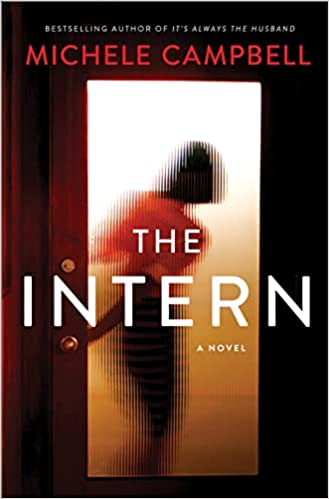 BESTSELLING AUTHOR OF IT'S ALWAYS THE HUSBAND
MICHELE CAMPBELL
THE
INTERN
A NOVEL